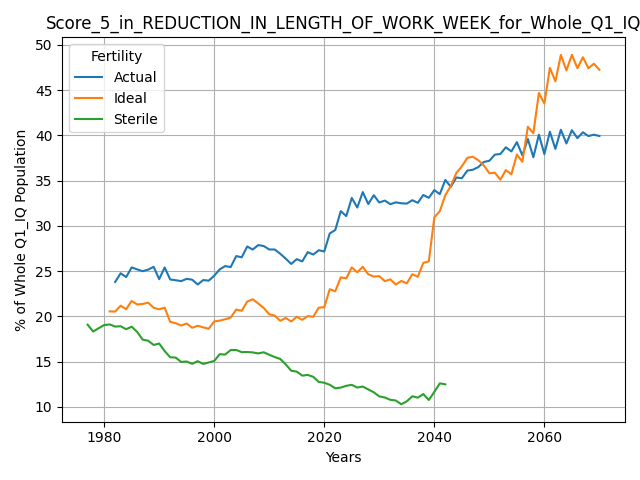 Score_5_in_REDUCTION_IN_LENGTH_OF_WORK_WEEK_for_Whole_Q1_IQ
Fertility
Actual
Ideal
Sterile
% of Whole Q1_IQ Population
50
45
40
35
30
25
20
15
10
1980
2000
2020
2040
2060
Years